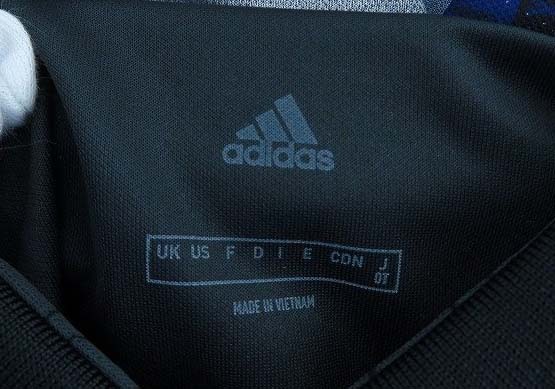 adidas
UK US F D I E CDN J
OT
MADE IN VIETNAM